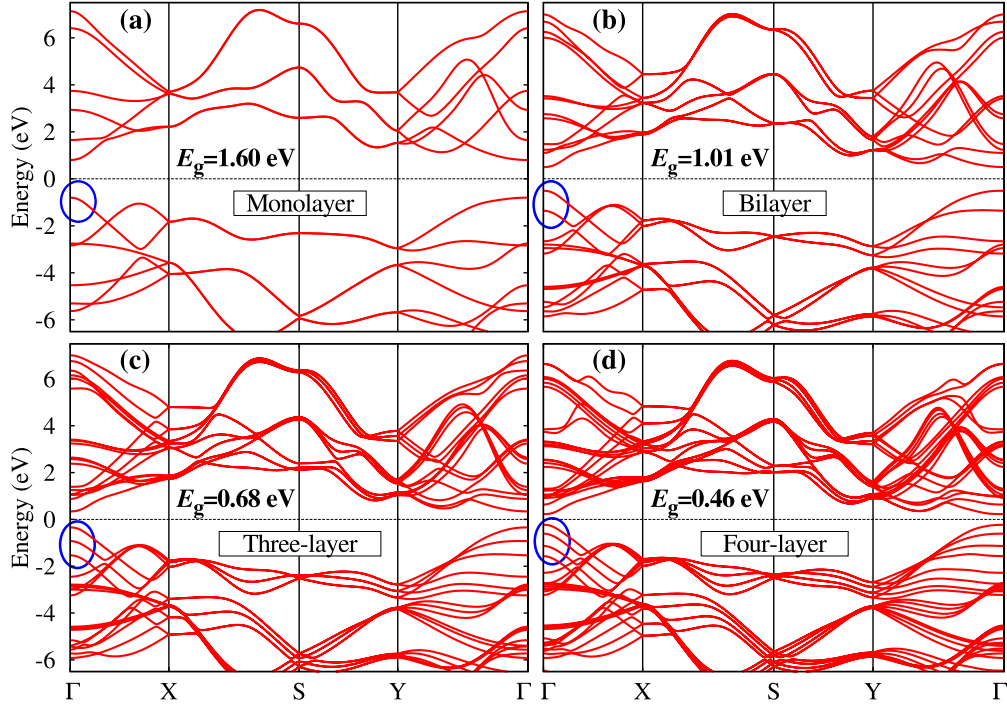 (a)
(b)
6
4
2
0
-2
-4
-6
Energy (eV)
Eg=1.60 eV
Eg=1.01 eV
Monolayer
Bilayer
(c)
(d)
6
4
2
0
-2
-4
-6
Energy (eV)
Eg=0.68 eV
Eg=0.46 eV
Three-layer
Four-layer
Γ X S Y Γ Γ X S Y Γ